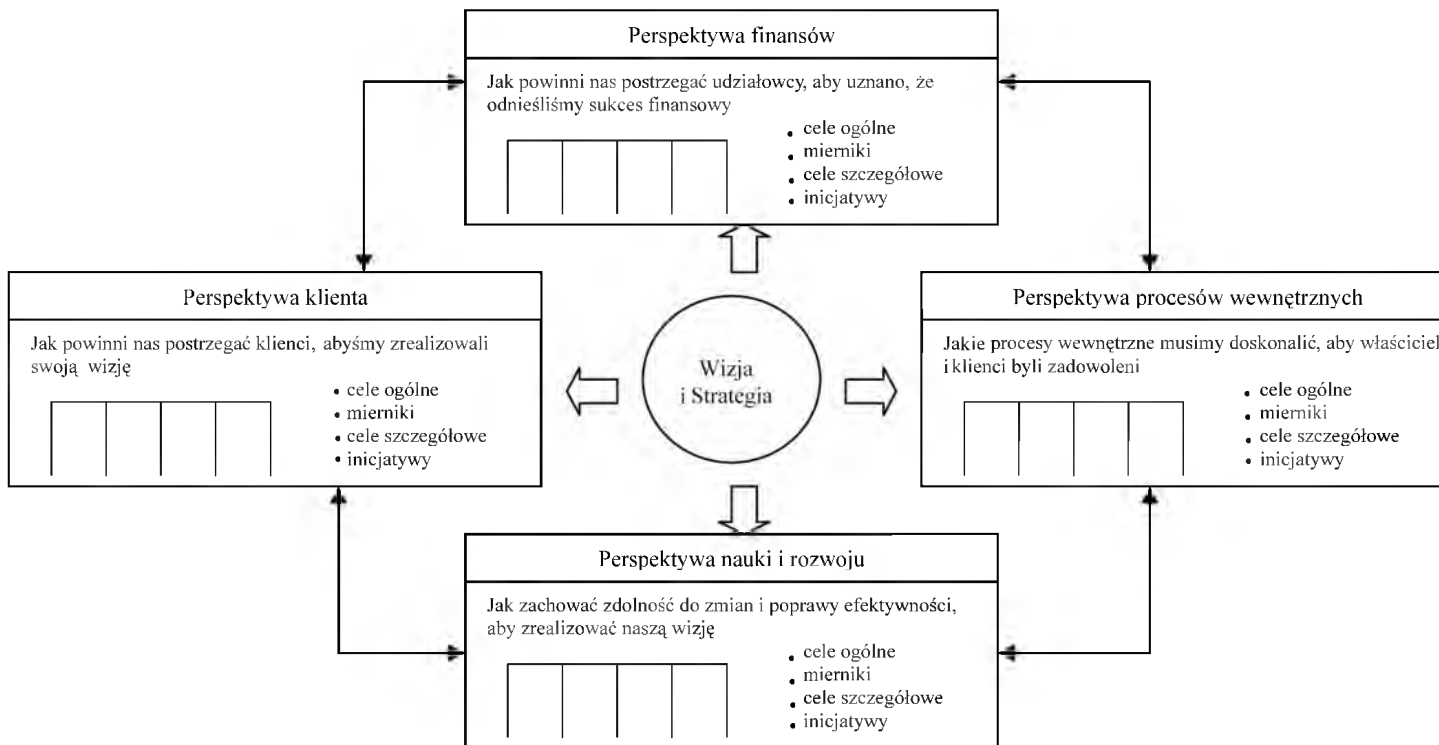 Perspektywa finansów
Jak powinni nas postrzegać udziałowcy, aby uznano, że
odnieśliśmy sukces finansowy
• cele ogólne
• mierniki
• cele szczegółowe
• inicjatywy
Perspektywa klienta
Jak powinni nas postrzegać klienci, abyśmy zrealizowali
swoją wizję
• cele ogólne
• mierniki
• cele szczegółowe
• inicjatywy
Wizja
i Strategia
Perspektywa procesów wewnętrznych
Jakie procesy wewnętrzne musimy doskonalić, aby właściciel
i klienci byli zadowoleni
• cele ogólne
• mierniki
• cele szczegółowe
• inicjatywy
Perspektywa nauki i rozwoju
Jak zachować zdolność do zmian i poprawy efektywności,
aby zrealizować naszą wizję
• cele ogólne
• mierniki
• cele szczegółowe
• inicjatywy